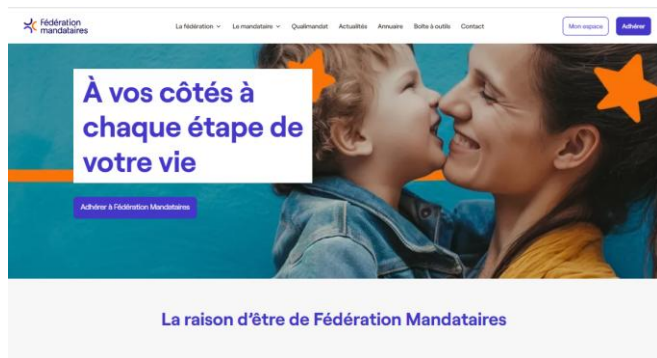 Fédération
mandataires
La fédération
Le mandataire
Qualimandat
Actualités
Annuaire
Boîte à outils
Contact
Mon espace
Adhérer
À vos côtés à
chaque étape de
votre vie
Adhérer à Fédération Mandataires
La raison d'être de Fédération Mandataires